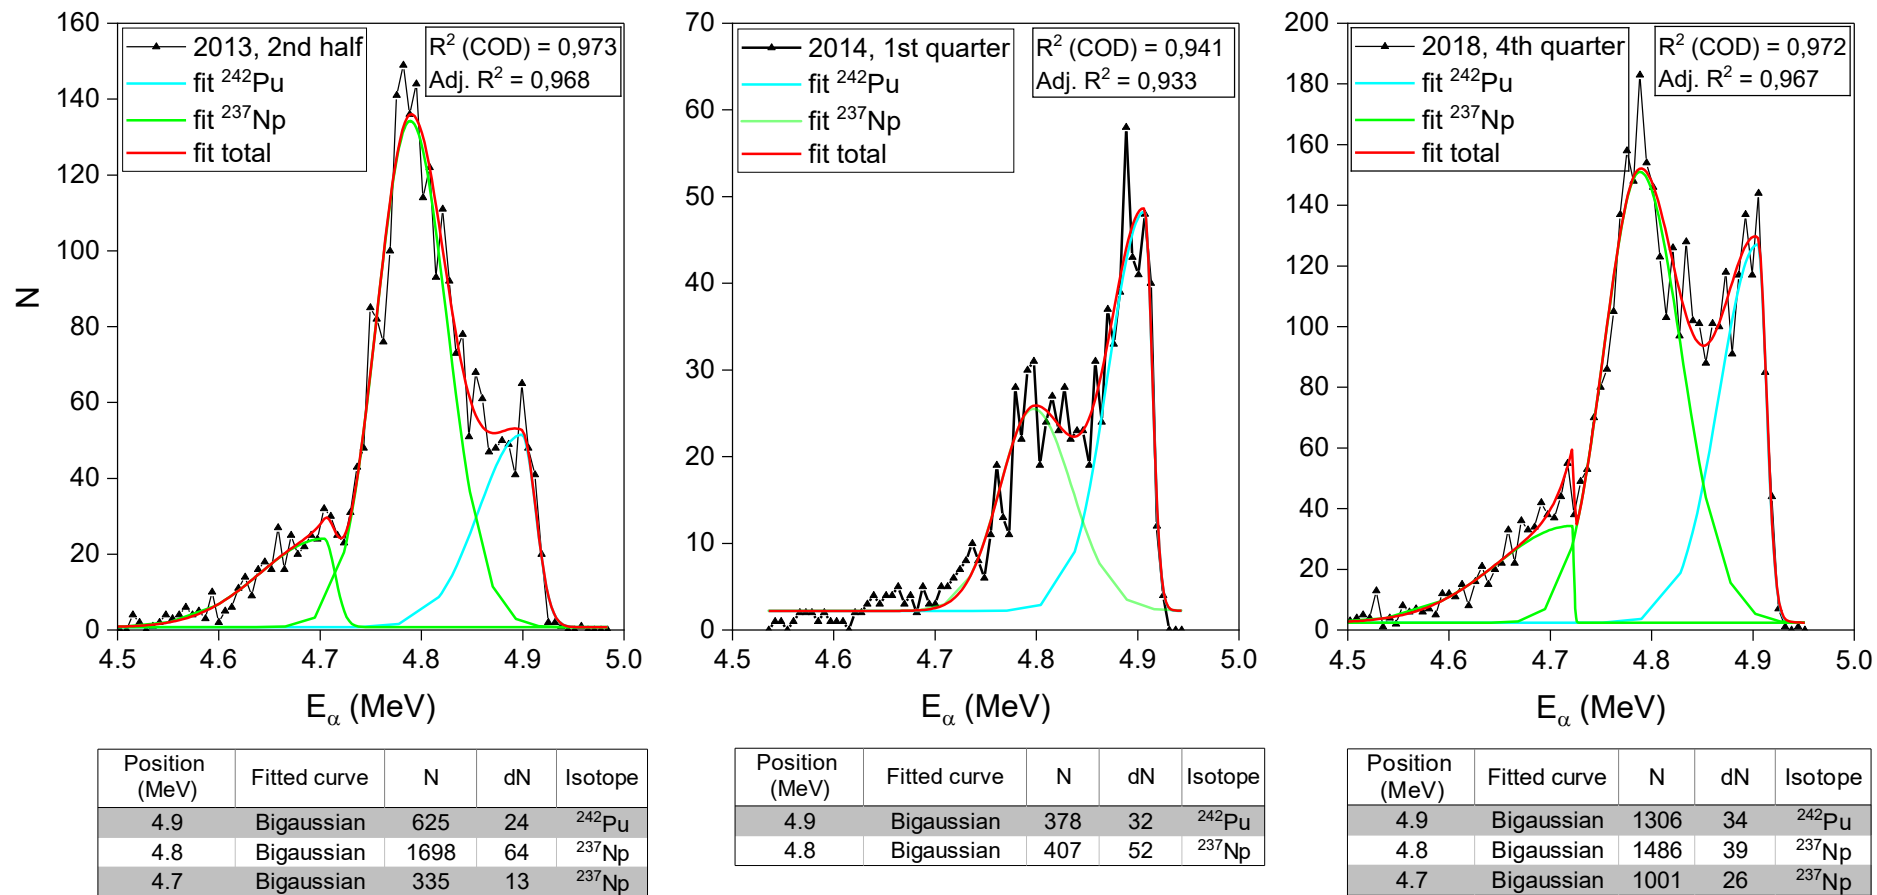 N
160
140
120
100
80
60
40
20
0
4.5 4.6 4.7 4.8 4.9 5.0
E_α (MeV)
2013, 2nd half
fit ²⁴²Pu
fit ²³⁷Np
fit total
R² (COD) = 0,973
Adj. R² = 0,968
70
60
50
40
30
20
10
0
4.5 4.6 4.7 4.8 4.9 5.0
E_α (MeV)
2014, 1st quarter
fit ²⁴²Pu
fit ²³⁷Np
fit total
R² (COD) = 0,941
Adj. R² = 0,933
200
180
160
140
120
100
80
60
40
20
0
4.5 4.6 4.7 4.8 4.9 5.0
E_α (MeV)
2018, 4th quarter
fit ²⁴²Pu
fit ²³⁷Np
fit total
R² (COD) = 0,972
Adj. R² = 0,967
Position (MeV) Fitted curve N dN Isotope
4.9 Bigaussian 625 24 ²⁴²Pu
4.8 Bigaussian 1698 64 ²³⁷Np
4.7 Bigaussian 335 13 ²³⁷Np
Position (MeV) Fitted curve N dN Isotope
4.9 Bigaussian 378 32 ²⁴²Pu
4.8 Bigaussian 407 52 ²³⁷Np
Position (MeV) Fitted curve N dN Isotope
4.9 Bigaussian 1306 34 ²⁴²Pu
4.8 Bigaussian 1486 39 ²³⁷Np
4.7 Bigaussian 1001 26 ²³⁷Np